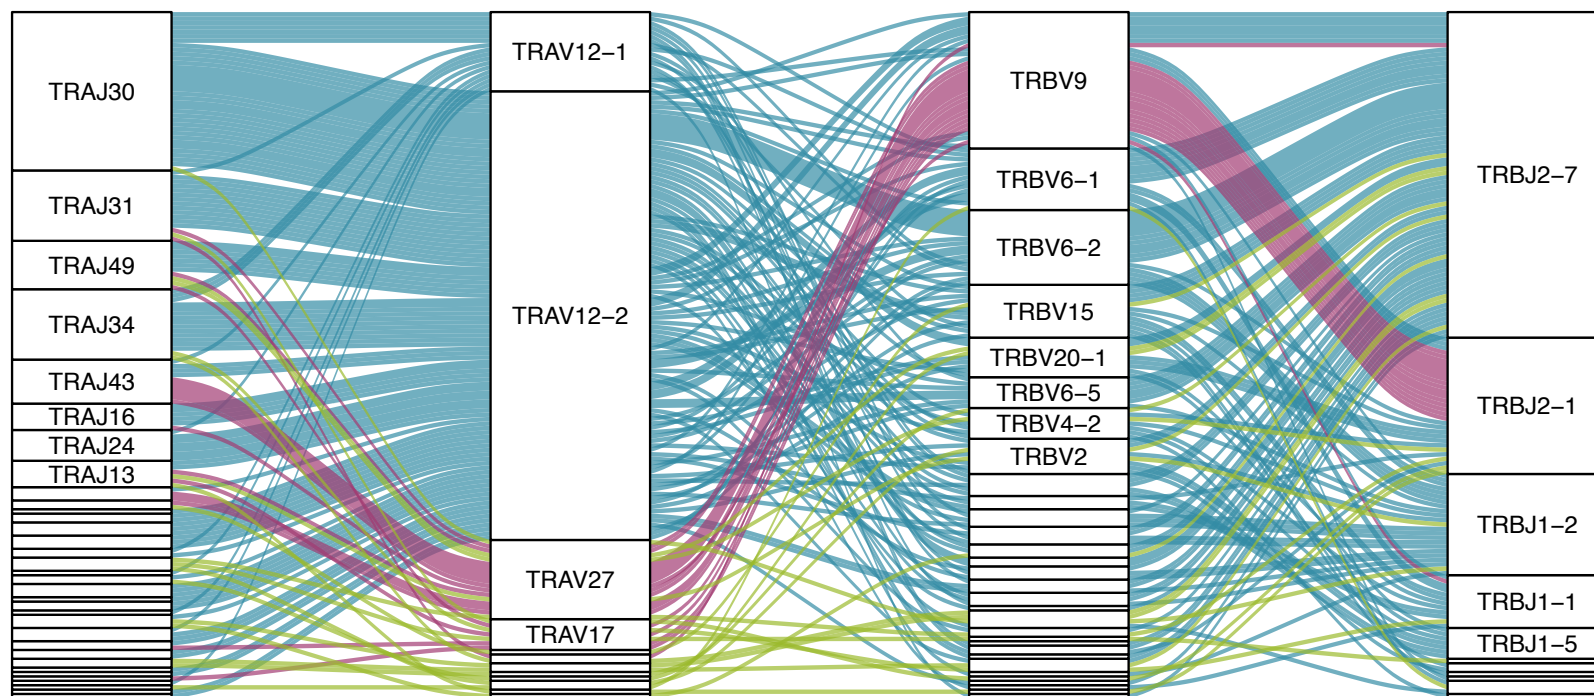 TRAJ30
TRAJ31
TRAJ49
TRAJ34
TRAJ43
TRAJ16
TRAJ24
TRAJ13
TRAV12−1
TRAV12−2
TRAV27
TRAV17
TRBV9
TRBV6−1
TRBV6−2
TRBV15
TRBV20−1
TRBV6−5
TRBV4−2
TRBV2
TRBJ2−7
TRBJ2−1
TRBJ1−2
TRBJ1−1
TRBJ1−5